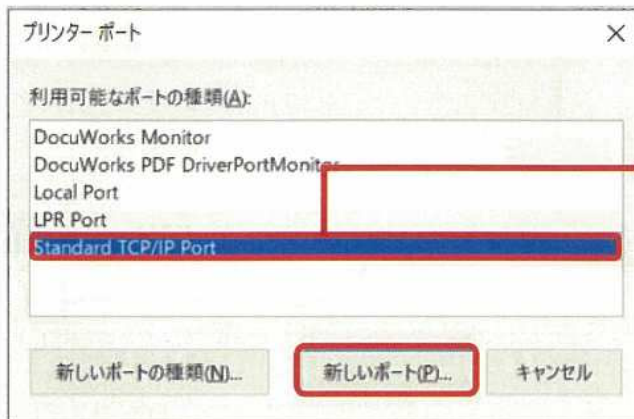 プリンター ポート
利用可能なポートの種類(A):
DocuWorks Monitor
DocuWorks PDF DriverPortMonitor
Local Port
LPR Port
Standard TCP/IP Port
新しいポートの種類(N)... 新しいポート(P)... キャンセル